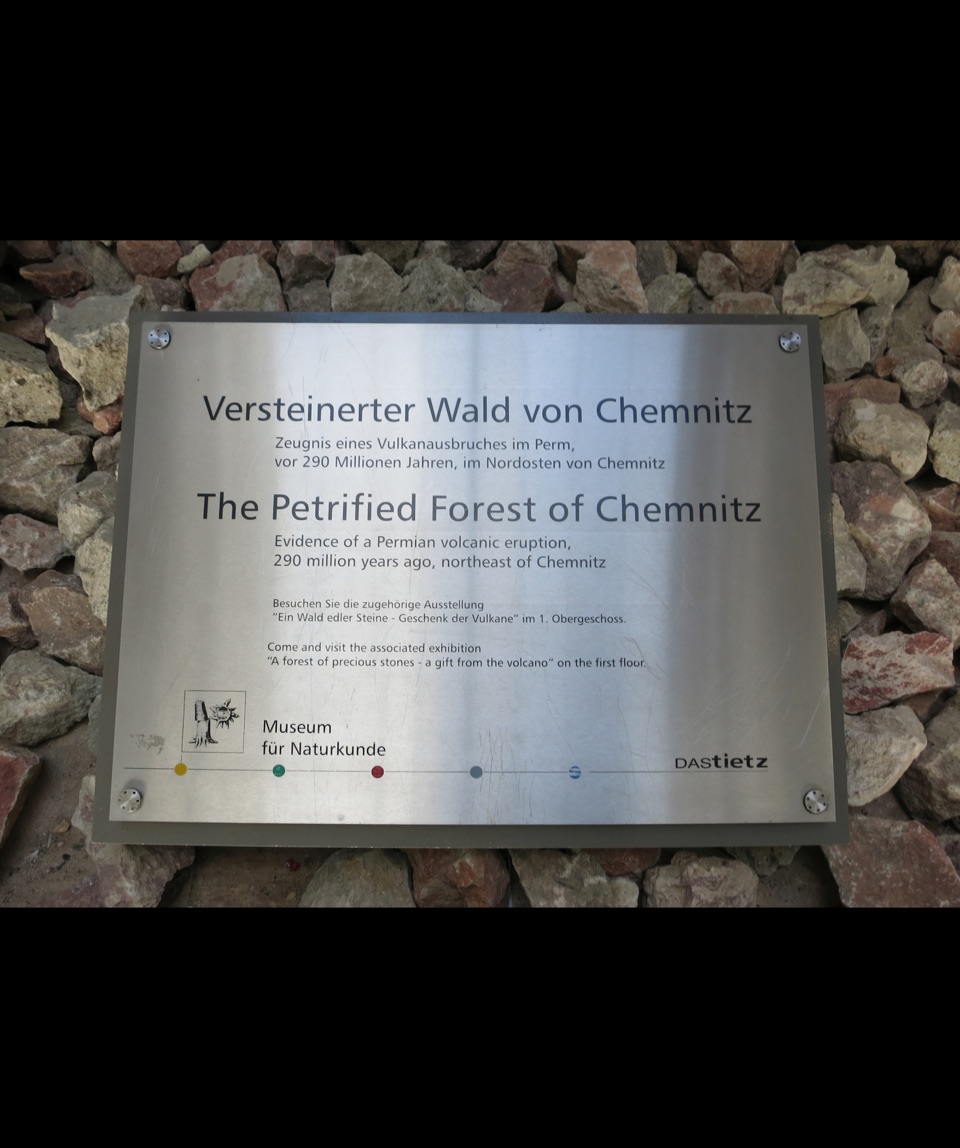 Versteinerter Wald von Chemnitz
Zeugnis eines Vulkanausbruches im Perm,
vor 290 Millionen Jahren, im Nordosten von Chemnitz
The Petrified Forest of Chemnitz
Evidence of a Permian volcanic eruption,
290 million years ago, northeast of Chemnitz
Besuchen Sie die zugehörige Ausstellung
"Ein Wald edler Steine - Geschenk der Vulkane" im 1. Obergeschoss.
Come and visit the associated exhibition
"A forest of precious stones - a gift from the volcano" on the first floor.
Museum
für Naturkunde
DAStietz